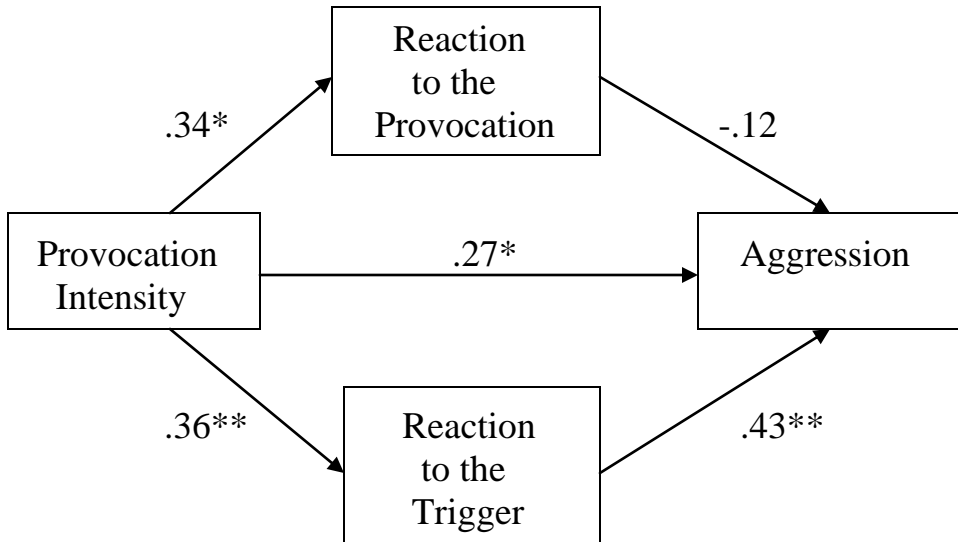 Reaction
to the
Provocation
.34*
-.12
Provocation
Intensity
.27*
Aggression
.36**
Reaction
to the
Trigger
.43**